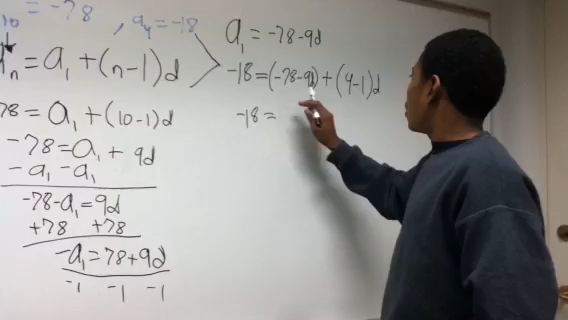 10 = -78 , a4 = -18
an = a1 + (n-1)d
78 = a1 + (10-1)d
-78 = a1 + 9d
-a1 -a1
-78-a1 = 9d
+78 +78
-a1 = 78+9d
-1 -1 -1
a1 = -78-9d
-18=(-78-9d)+(4-1)d
-18=